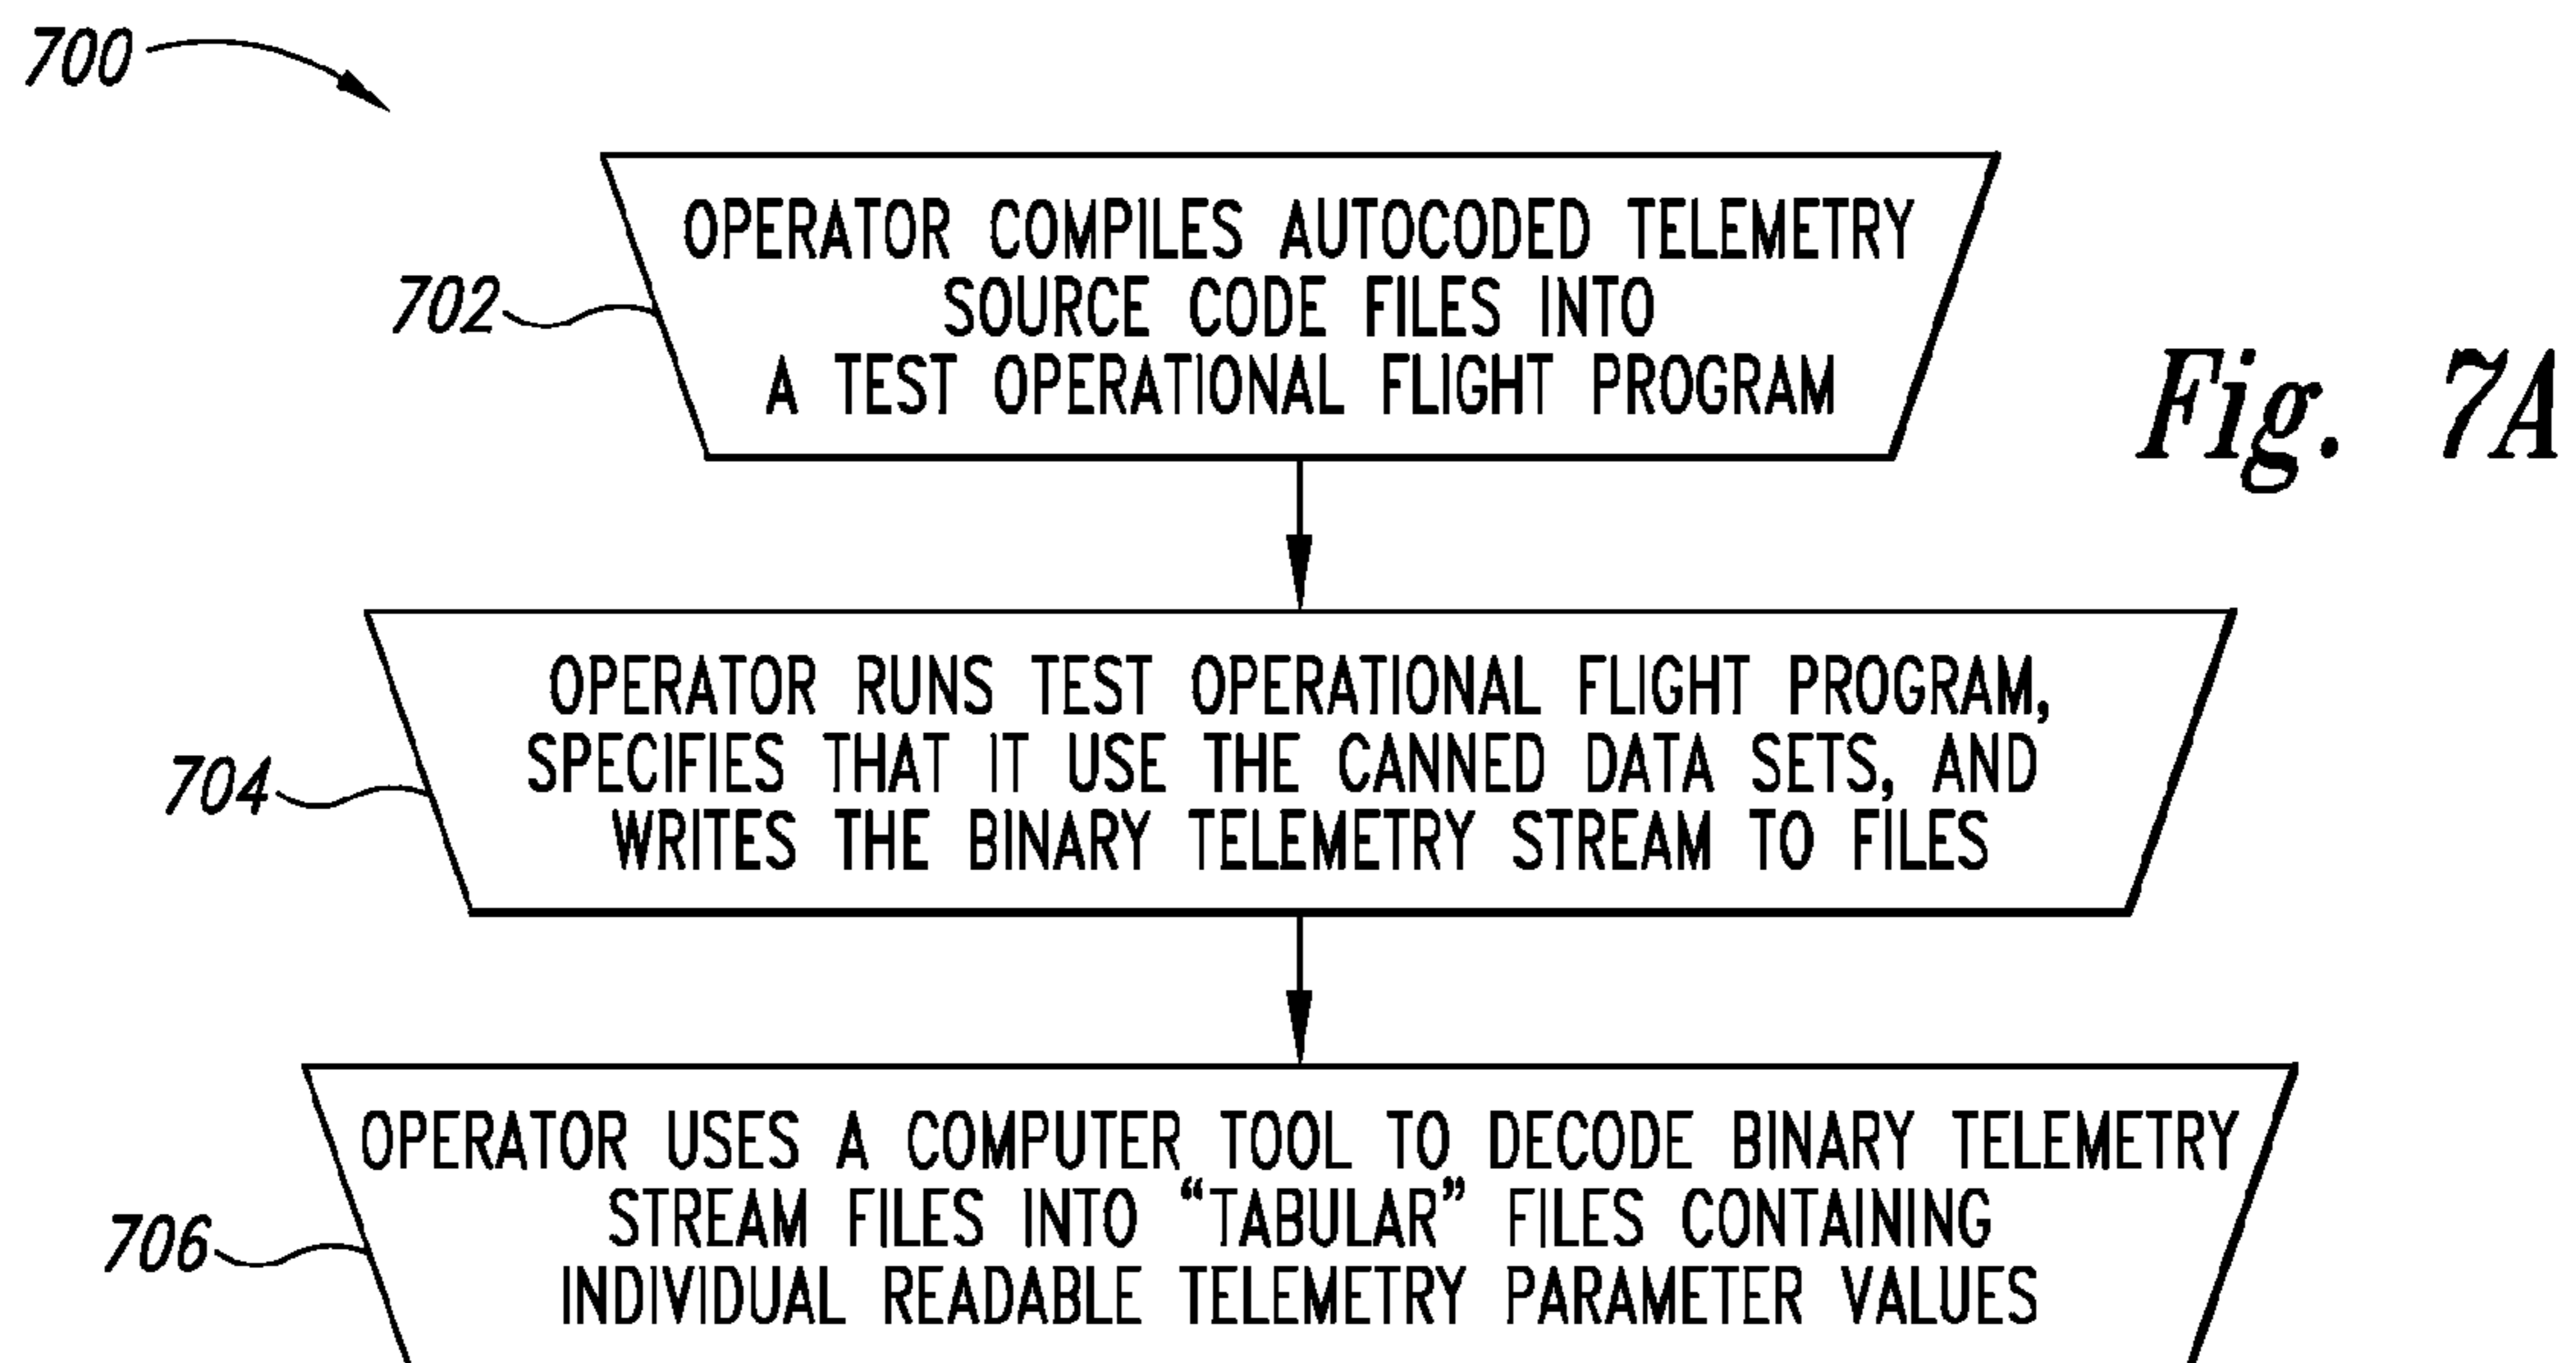 700
OPERATOR COMPILES AUTOCODED TELEMETRY
SOURCE CODE FILES INTO
A TEST OPERATIONAL FLIGHT PROGRAM
702
Fig. 7A
OPERATOR RUNS TEST OPERATIONAL FLIGHT PROGRAM,
SPECIFIES THAT IT USE THE CANNED DATA SETS, AND
WRITES THE BINARY TELEMETRY STREAM TO FILES
704
OPERATOR USES A COMPUTER TOOL TO DECODE BINARY TELEMETRY
STREAM FILES INTO “TABULAR” FILES CONTAINING
INDIVIDUAL READABLE TELEMETRY PARAMETER VALUES
706